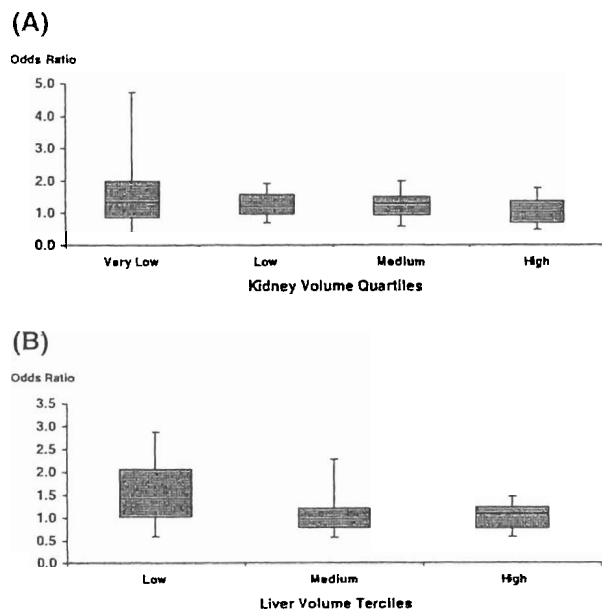 (A)
Odds Ratio
5.0
4.0
3.0
2.0
1.0
0.0
Very Low Low Medium High
Kidney Volume Quartiles
(B)
Odds Ratio
3.5
3.0
2.5
2.0
1.5
1.0
0.5
0.0
Low Medium High
Liver Volume Terciles